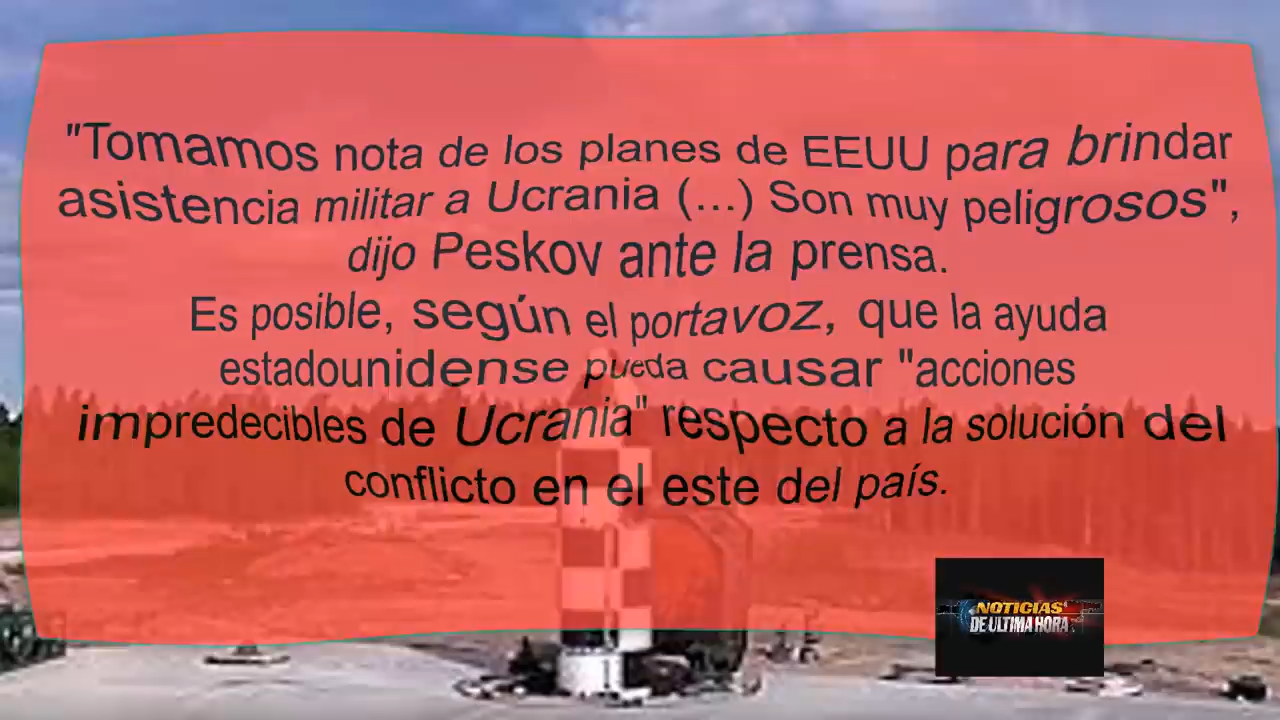 "Tomamos nota de los planes de EEUU para brindar
asistencia militar a Ucrania (...) Son muy peligrosos",
dijo Peskov ante la prensa.
Es posible, según el portavoz, que la ayuda
estadounidense pueda causar "acciones
impredecibles de Ucrania" respecto a la solución del
conflicto en el este del país.
NOTICIAS
DE ULTIMA HORA